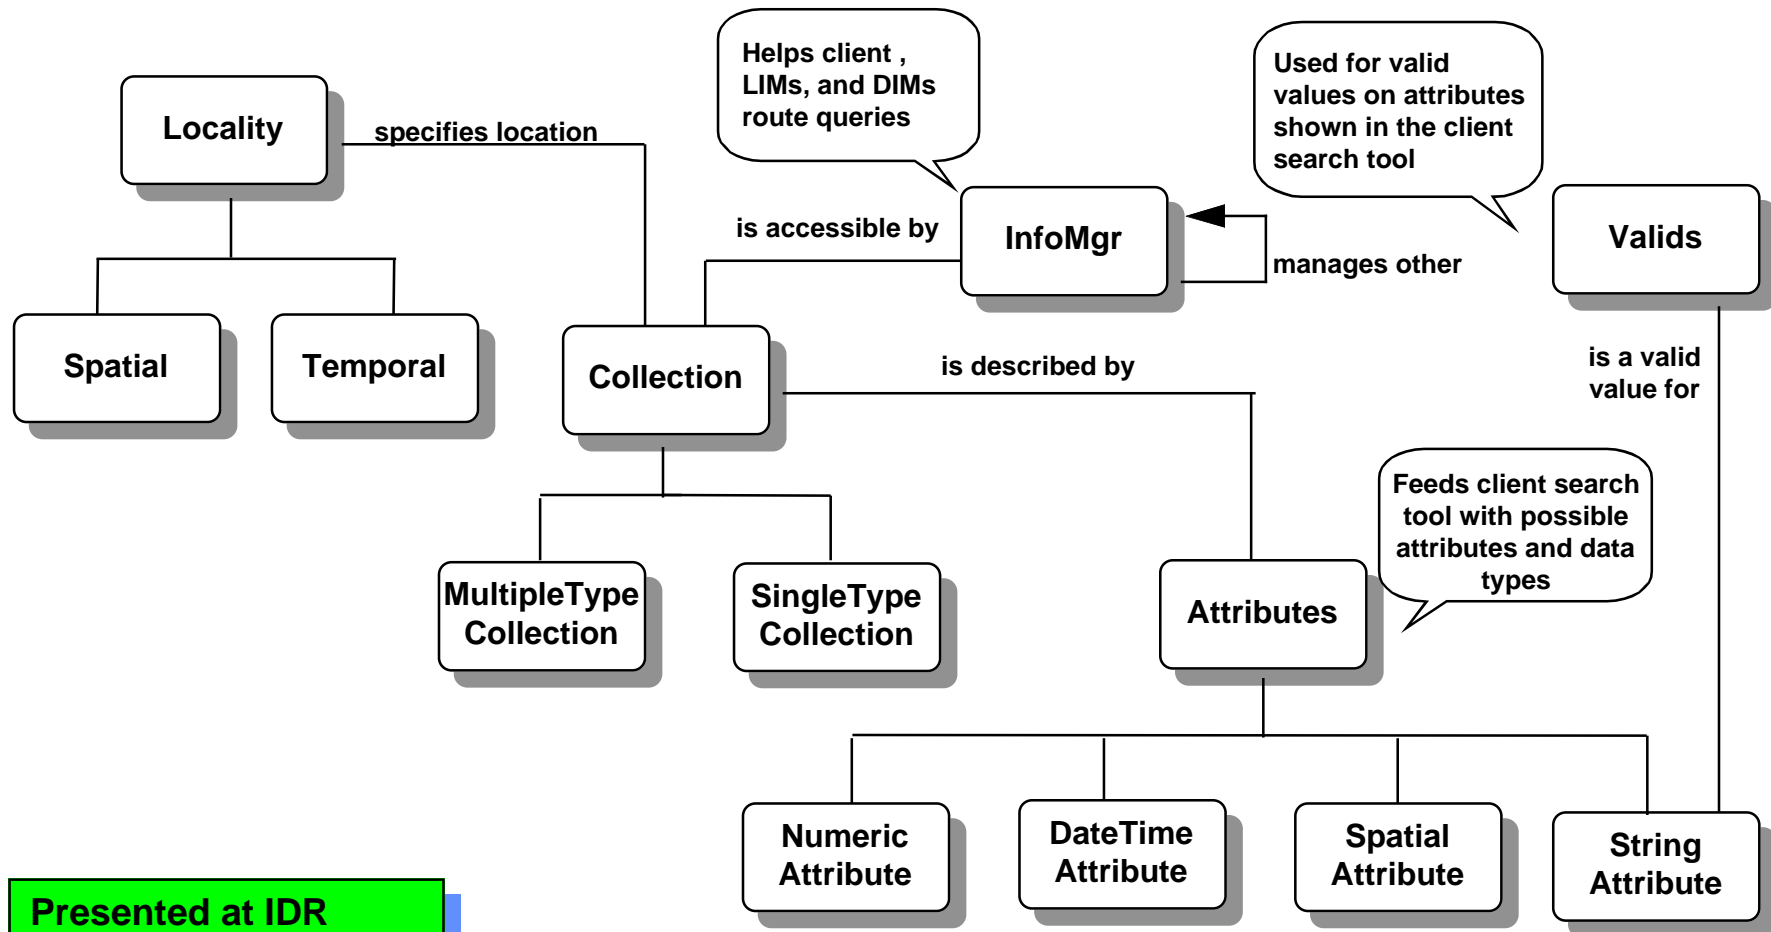 Helps client ,
LIMs, and DIMs
route queries
Used for valid
values on attributes
shown in the client
search tool
Locality
specifies location
is accessible by
InfoMgr
manages other
Valids
Spatial
Temporal
Collection
is described by
is a valid
value for
Feeds client search
tool with possible
attributes and data
types
MultipleType
Collection
SingleType
Collection
Attributes
Numeric
Attribute
DateTime
Attribute
Spatial
Attribute
String
Attribute
Presented at IDR